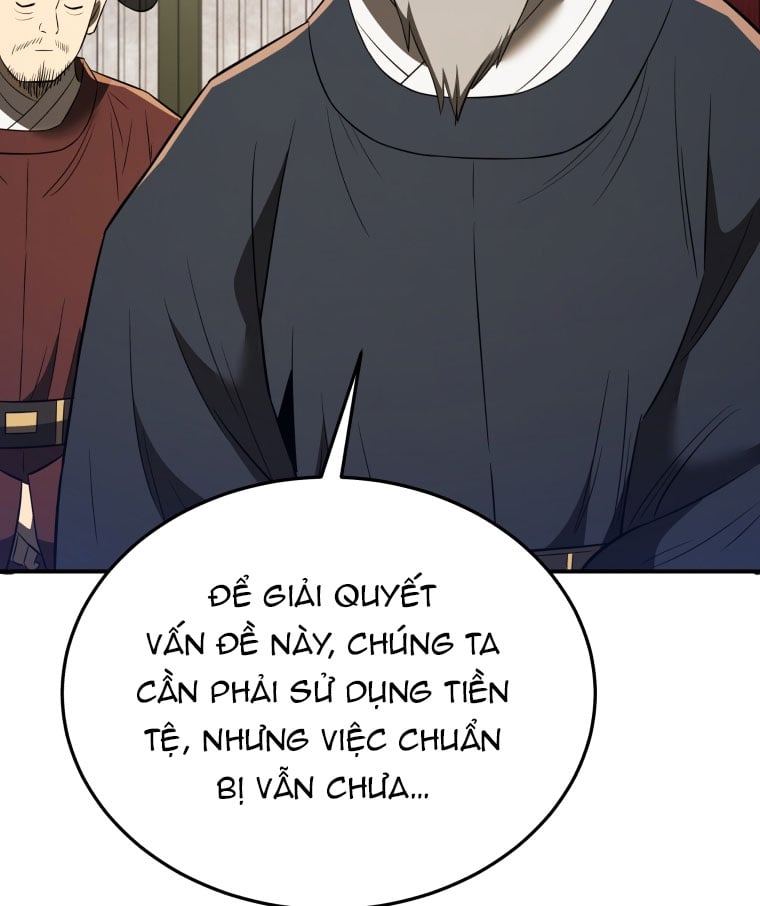 ĐỂ GIẢI QUYẾT
VẤN ĐỀ NÀY, CHÚNG TA
CẦN PHẢI SỬ DỤNG TIỀN
TỆ, NHƯNG VIỆC CHUẨN
BỊ VẪN CHƯA...